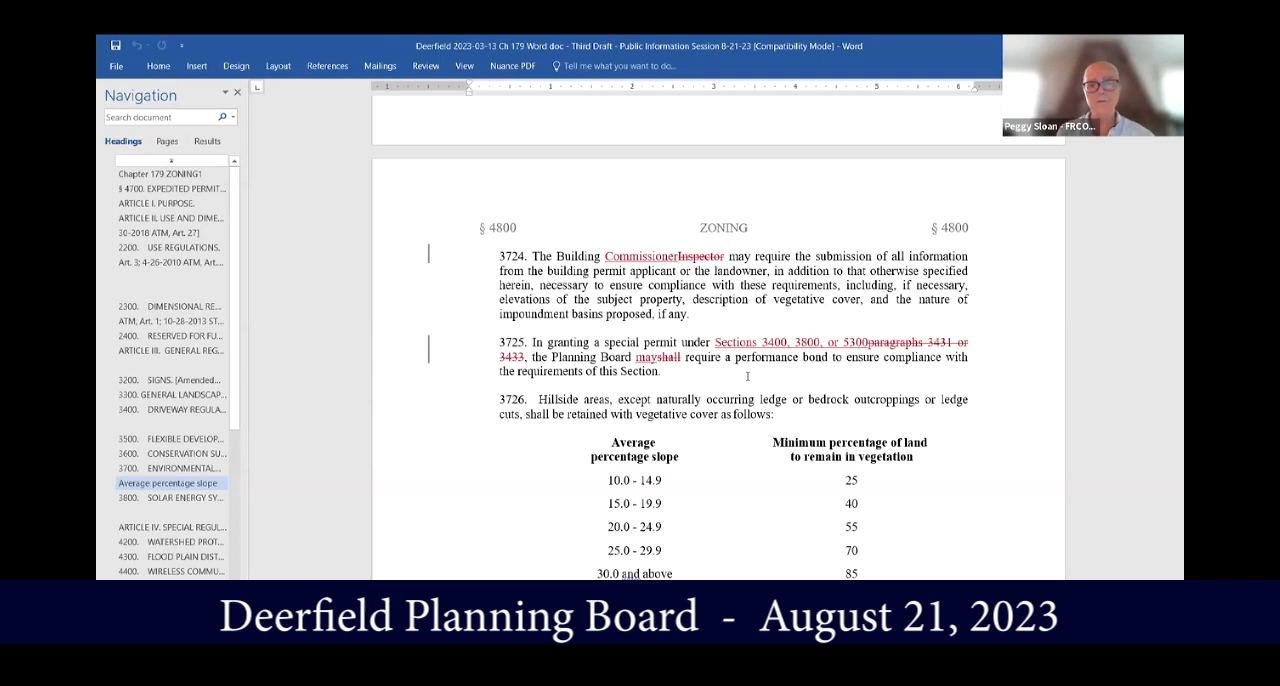 Deerfield 2023-03-13 Ch 179 Word doc - Third Draft - Public Information Session 8-21-23 [Compatibility Mode] - Word
File Home Insert Design Layout References Mailings Review View Nuance PDF Tell me what you want to do...
Peggy Sloan - FRCO...
Navigation
Search document
Headings Pages Results
Chapter 179 ZONING1
§ 4700. EXPEDITED PERMIT...
ARTICLE I. PURPOSE.
ARTICLE II. USE AND DIME...
30-2018 ATM, Art. 27]
2200. USE REGULATIONS.
Art. 3; 4-26-2010 ATM, Art....
2300. DIMENSIONAL RE...
ATM, Art. 1; 10-28-2013 ST...
2400. RESERVED FOR FU...
ARTICLE III. GENERAL REG...
3200. SIGNS. [Amended...
3300. GENERAL LANDSCAP...
3400. DRIVEWAY REGULA...
3500. FLEXIBLE DEVELOP...
3600. CONSERVATION SU...
3700. ENVIRONMENTAL...
Average percentage slope
3800. SOLAR ENERGY SY...
ARTICLE IV. SPECIAL REGUL...
4200. WATERSHED PROT...
4300. FLOOD PLAIN DIST...
4400. WIRELESS COMMU...
1 1 2 3 4 5 6
§ 4800 ZONING § 4800
3724. The Building CommissionerInspector may require the submission of all information
from the building permit applicant or the landowner, in addition to that otherwise specified
herein, necessary to ensure compliance with these requirements, including, if necessary,
elevations of the subject property, description of vegetative cover, and the nature of
impoundment basins proposed, if any.
3725. In granting a special permit under Sections 3400, 3800, or 5300paragraphs 3431 or
3433, the Planning Board mayshall require a performance bond to ensure compliance with
the requirements of this Section.
3726. Hillside areas, except naturally occurring ledge or bedrock outcroppings or ledge
cuts, shall be retained with vegetative cover as follows:
Average Minimum percentage of land
percentage slope to remain in vegetation
10.0 - 14.9 25
15.0 - 19.9 40
20.0 - 24.9 55
25.0 - 29.9 70
30.0 and above 85
Deerfield Planning Board - August 21, 2023